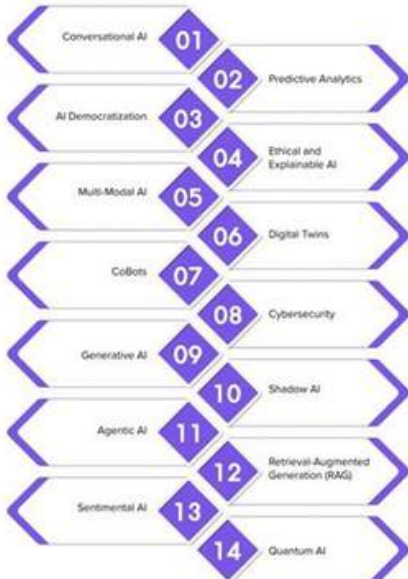 Conversational AI
01
02
Predictive Analytics
AI Democratization
03
04
Ethical and
Explainable AI
Multi-Modal AI
05
06
Digital Twins
CoBots
07
08
Cybersecurity
Generative AI
09
10
Shadow AI
Agentic AI
11
12
Retrieval-Augmented
Generation (RAG)
Sentimental AI
13
14
Quantum AI